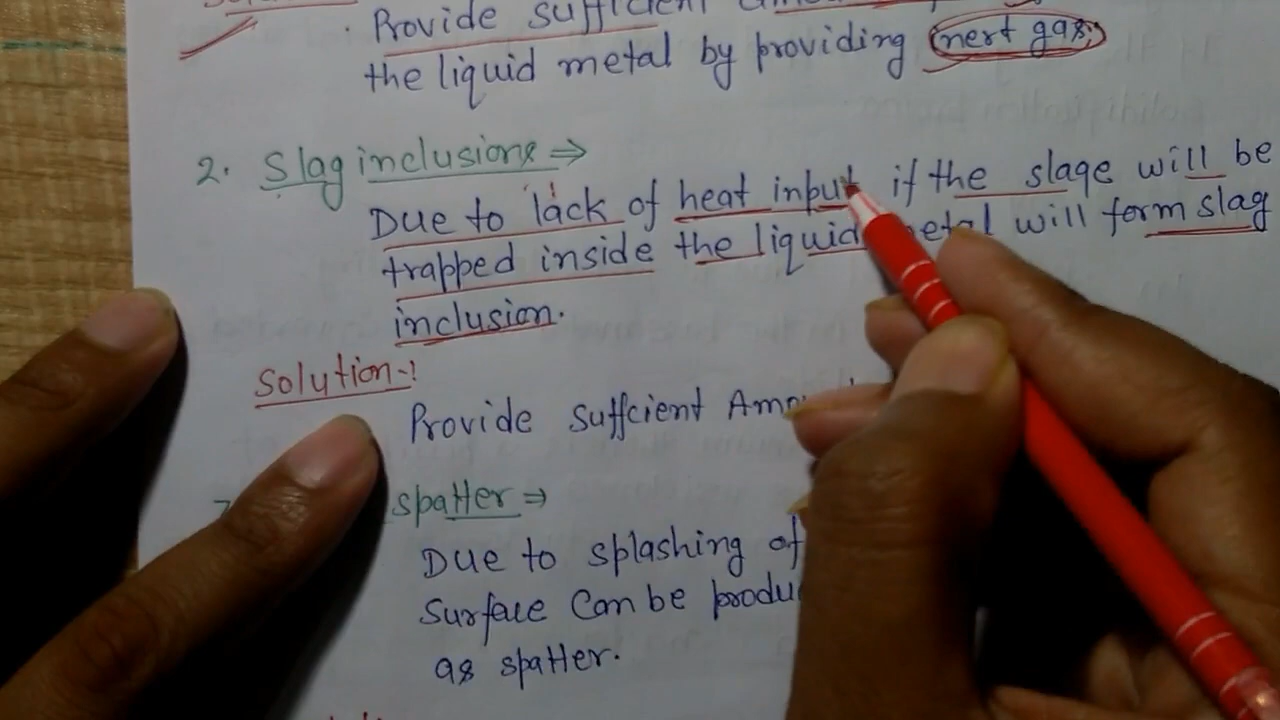 Provide sufficient
the liquid metal by providing inert gas.
2. Slag inclusions ⇒
Due to lack of heat input if the slage will be
trapped inside the liquid metal will form slag
inclusion.
Solution-!
Provide Suffcient
spatter ⇒
Due to splashing of
Surface Can be
as spatter.